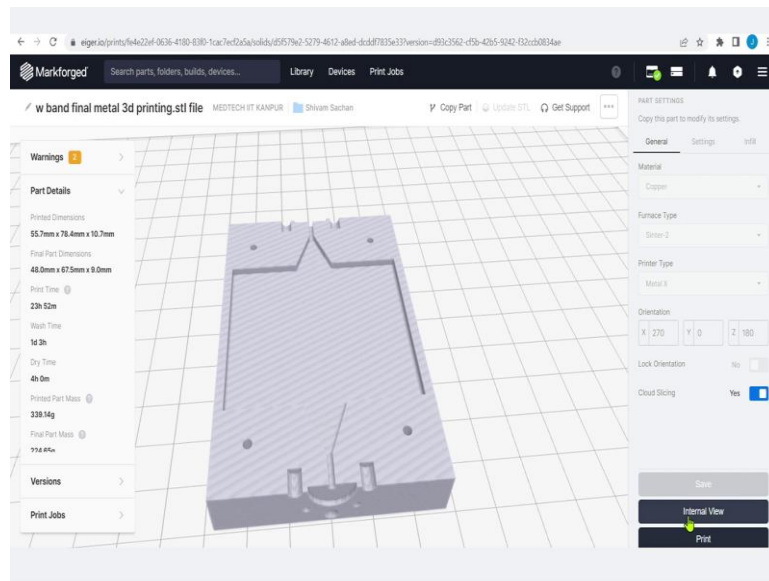 eiger.io/prints/fe4e22ef-0636-4180-83f0-1cac7ecf2a5a/solids/d5f579e2-5279-4612-a8ed-dcddf7835e33?version=d93c3562-cf5b-42b5-9242-f32ccb0834ae
Markforged
Search parts, folders, builds, devices...
Library Devices Print Jobs
w band final metal 3d printing.stl file MEDTECH IIT KANPUR Shivam Sachan
Copy Part Update STL Get Support
Warnings 2
Part Details
Printed Dimensions
55.7mm x 78.4mm x 10.7mm
Final Part Dimensions
48.0mm x 67.5mm x 9.0mm
Print Time
23h 52m
Wash Time
1d 3h
Dry Time
4h 0m
Printed Part Mass
339.14g
Final Part Mass
Versions
Print Jobs
PART SETTINGS
Copy this part to modify its settings.
General Settings Infill
Material
Copper
Furnace Type
Sinter-2
Printer Type
Metal X
Orientation
X 270 Y 0 Z 180
Lock Orientation No
Cloud Slicing Yes
Save
Internal View
Print